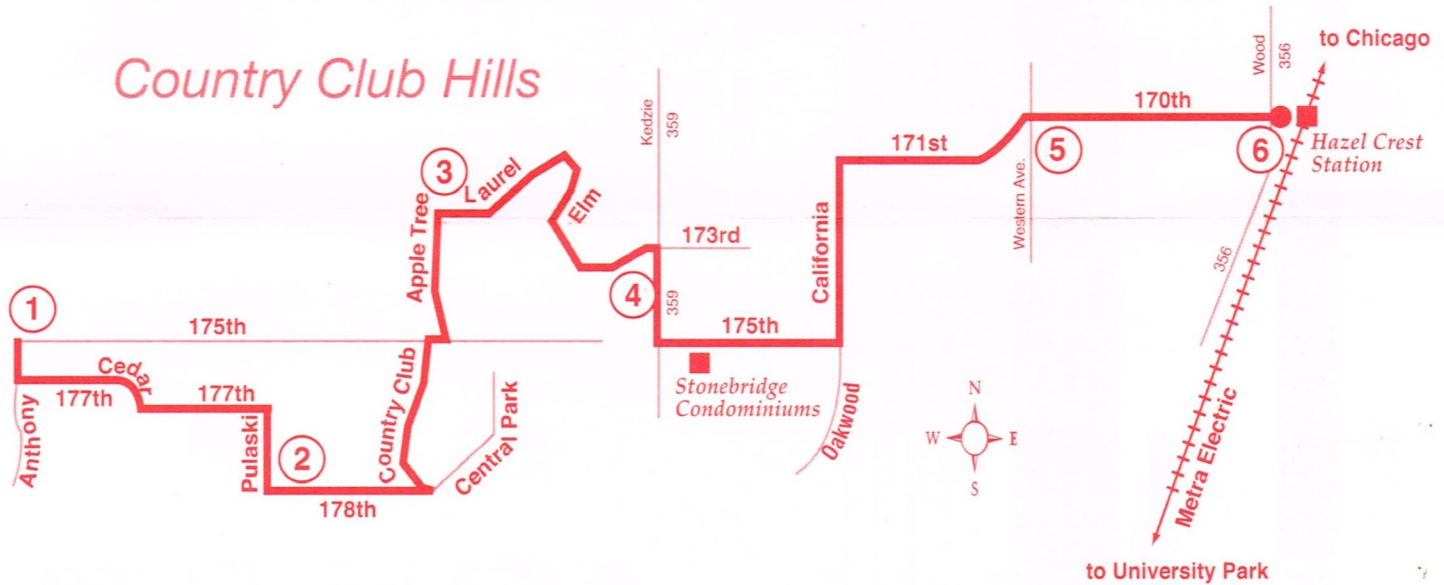 Country Club Hills
to Chicago
Wood
356
170th
Hazel Crest
Station
6
5
Western Ave.
171st
Kedzie
359
3
Laurel
Elm
Apple Tree
173rd
California
4
359
356
1
175th
175th
Cedar
177th
177th
Anthony
Pulaski
2
Country Club
Central Park
178th
Stonebridge
Condominiums
Oakwood
N
W
E
S
Metra Electric
to University Park